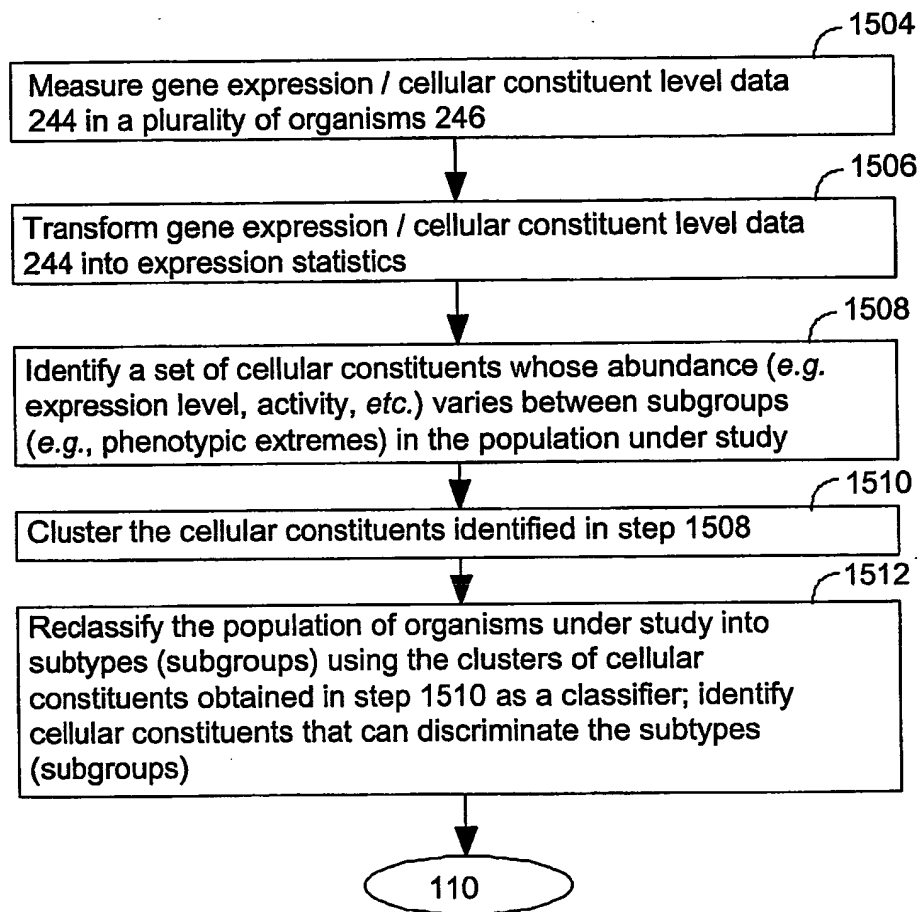 1504
Measure gene expression / cellular constituent level data
244 in a plurality of organisms 246
1506
Transform gene expression / cellular constituent level data
244 into expression statistics
1508
Identify a set of cellular constituents whose abundance (e.g.
expression level, activity, etc.) varies between subgroups
(e.g., phenotypic extremes) in the population under study
1510
Cluster the cellular constituents identified in step 1508
1512
Reclassify the population of organisms under study into
subtypes (subgroups) using the clusters of cellular
constituents obtained in step 1510 as a classifier; identify
cellular constituents that can discriminate the subtypes
(subgroups)
110